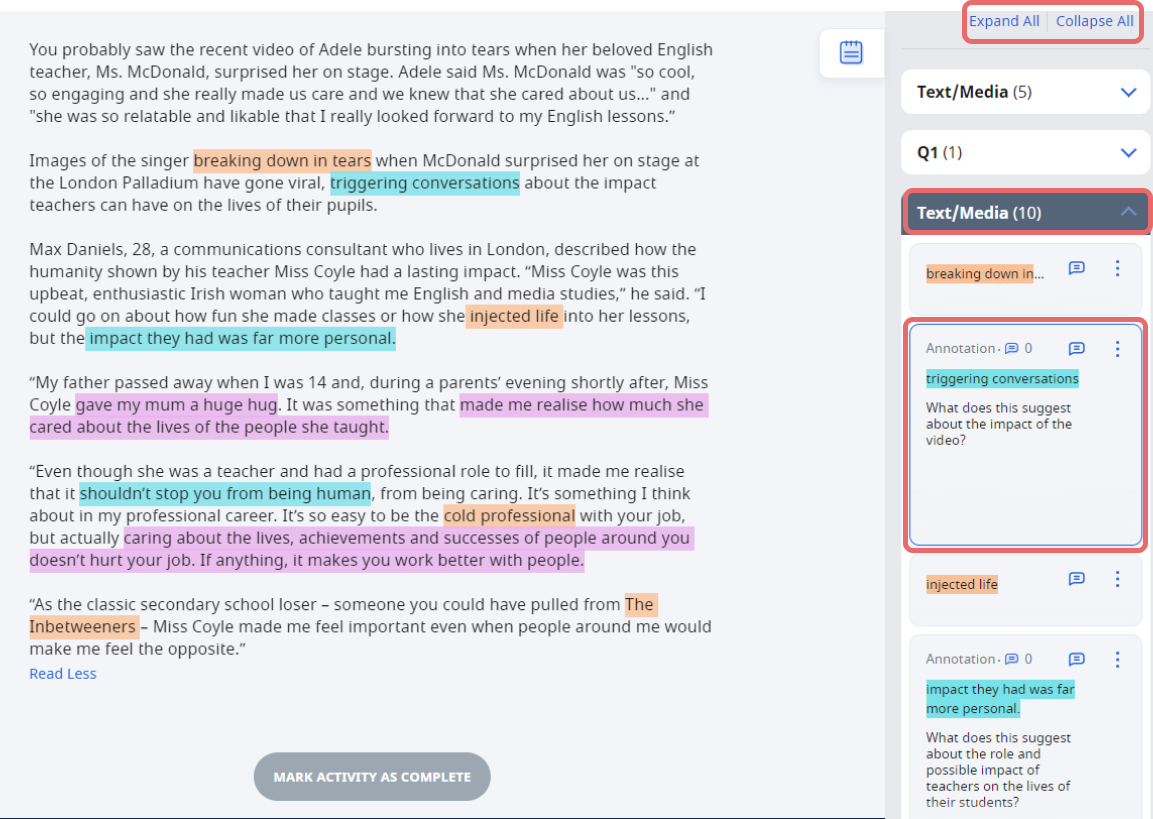 You probably saw the recent video of Adele bursting into tears when her beloved English
teacher, Ms. McDonald, surprised her on stage. Adele said Ms. McDonald was "so cool,
so engaging and she really made us care and we knew that she cared about us..." and
"she was so relatable and likable that I really looked forward to my English lessons.”
Images of the singer breaking down in tears when McDonald surprised her on stage at
the London Palladium have gone viral, triggering conversations about the impact
teachers can have on the lives of their pupils.
Max Daniels, 28, a communications consultant who lives in London, described how the
humanity shown by his teacher Miss Coyle had a lasting impact. “Miss Coyle was this
upbeat, enthusiastic Irish woman who taught me English and media studies,” he said. “I
could go on about how fun she made classes or how she injected life into her lessons,
but the impact they had was far more personal.
“My father passed away when I was 14 and, during a parents’ evening shortly after, Miss
Coyle gave my mum a huge hug. It was something that made me realise how much she
cared about the lives of the people she taught.
“Even though she was a teacher and had a professional role to fill, it made me realise
that it shouldn’t stop you from being human, from being caring. It’s something I think
about in my professional career. It’s so easy to be the cold professional with your job,
but actually caring about the lives, achievements and successes of people around you
doesn’t hurt your job. If anything, it makes you work better with people.
“As the classic secondary school loser – someone you could have pulled from The
Inbetweeners – Miss Coyle made me feel important even when people around me would
make me feel the opposite.”
Read Less
MARK ACTIVITY AS COMPLETE
Expand All Collapse All
Text/Media (5)
Q1 (1)
Text/Media (10)
breaking down in...
Annotation · 0
triggering conversations
What does this suggest
about the impact of the
video?
injected life
Annotation · 0
impact they had was far
more personal.
What does this suggest
about the role and
possible impact of
teachers on the lives of
their students?